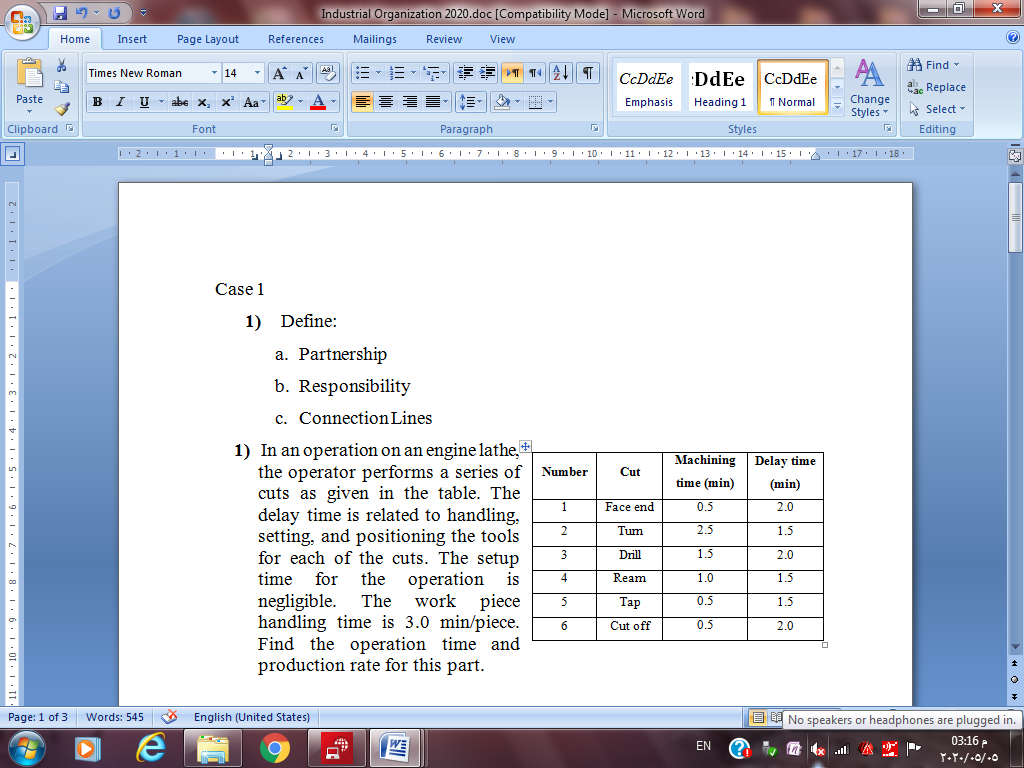 Industrial Organization 2020.doc [Compatibility Mode] - Microsoft Word
Home Insert Page Layout References Mailings Review View
Paste
Clipboard
Times New Roman 14
Font
Paragraph
CcDdEe :DdEe CcDdEe
Emphasis Heading 1 ¶ Normal
Change Styles
Styles
Find
Replace
Select
Editing
Case 1
1) Define:
a. Partnership
b. Responsibility
c. Connection Lines
1) In an operation on an engine lathe,
the operator performs a series of
cuts as given in the table. The
delay time is related to handling,
setting, and positioning the tools
for each of the cuts. The setup
time for the operation is
negligible. The work piece
handling time is 3.0 min/piece.
Find the operation time and
production rate for this part.
Number Cut Machining time (min) Delay time (min)
1 Face end 0.5 2.0
2 Turn 2.5 1.5
3 Drill 1.5 2.0
4 Ream 1.0 1.5
5 Tap 0.5 1.5
6 Cut off 0.5 2.0
Page: 1 of 3 Words: 545 English (United States)
No speakers or headphones are plugged in.
EN
03:16 م
٢٠٢٠/٠٥/٠٥